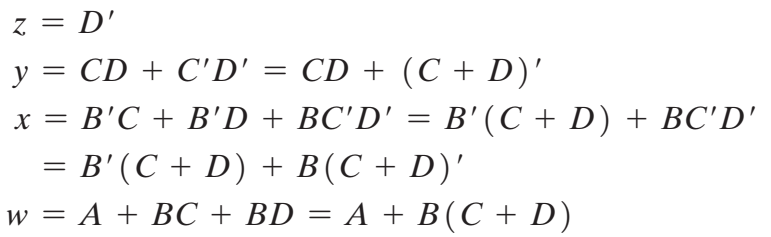 z = D′
y = CD + C′D′ = CD + (C + D)′
x = B′C + B′D + BC′D′ = B′(C + D) + BC′D′
= B′(C + D) + B(C + D)′
w = A + BC + BD = A + B(C + D)